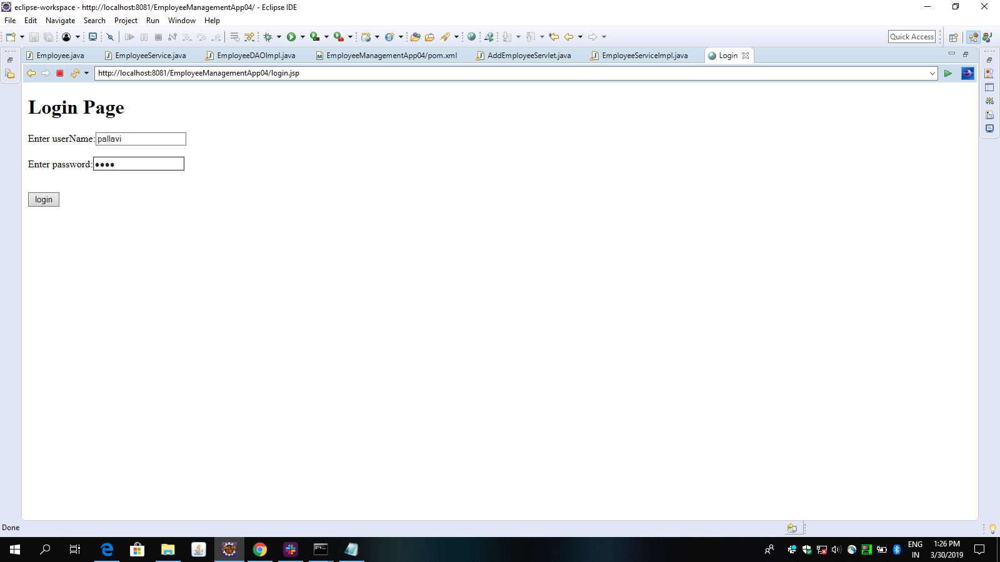 eclipse-workspace - http://localhost:8081/EmployeeManagementApp04/ - Eclipse IDE
File Edit Navigate Search Project Run Window Help
Quick Access
Employee.java EmployeeService.java EmployeeDAOImpl.java EmployeeManagementApp04/pom.xml AddEmployeeServlet.java EmployeeServiceImpl.java Login
http://localhost:8081/EmployeeManagementApp04/login.jsp
Login Page
Enter userName: pallavi
Enter password: ••••
login
Done
ENG 1:26 PM
IN 3/30/2019